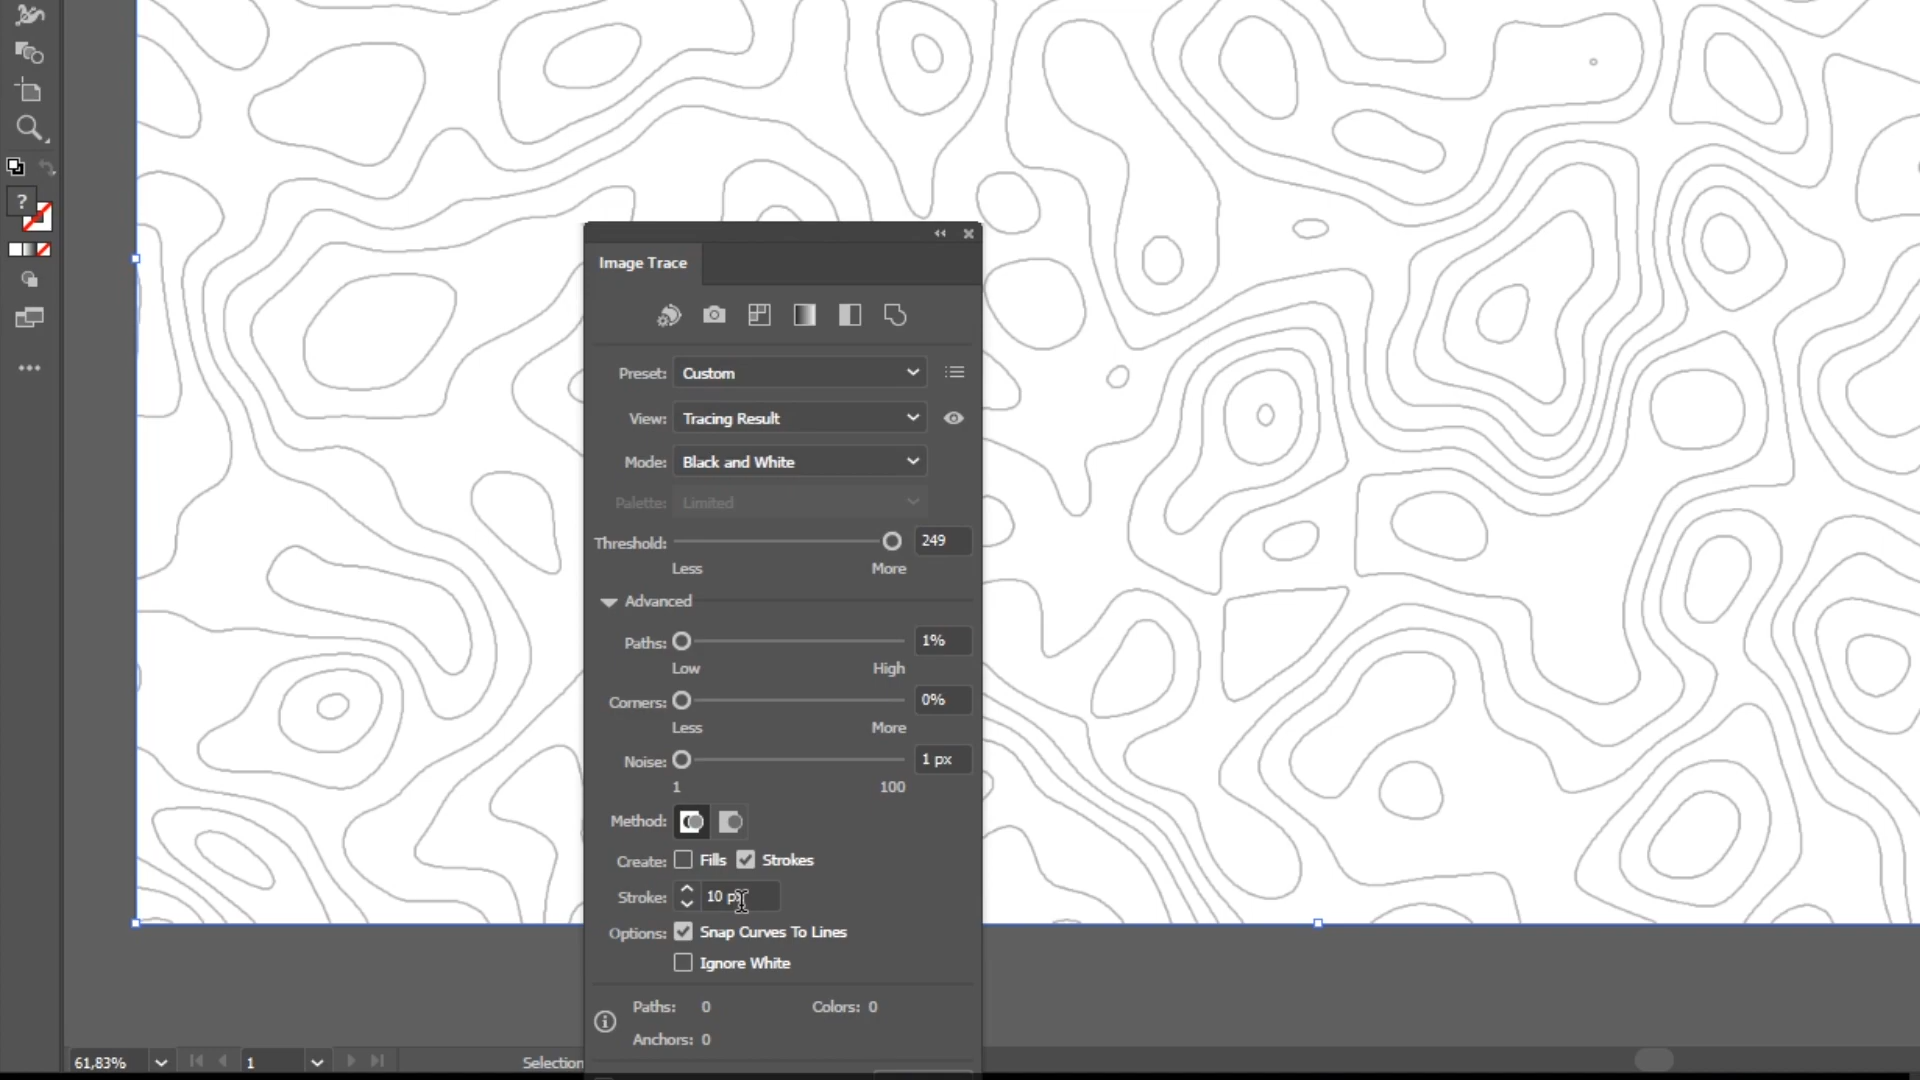 ?
Image Trace
Preset: Custom
View: Tracing Result
Mode: Black and White
Palette: Limited
Threshold: 249
Less More
Advanced
Paths: 1%
Low High
Corners: 0%
Less More
Noise: 1 px
1 100
Method:
Create: Fills Strokes
Stroke: 10 px
Options: Snap Curves To Lines
Ignore White
Paths: 0 Colors: 0
Anchors: 0
61,83% 1 Selection